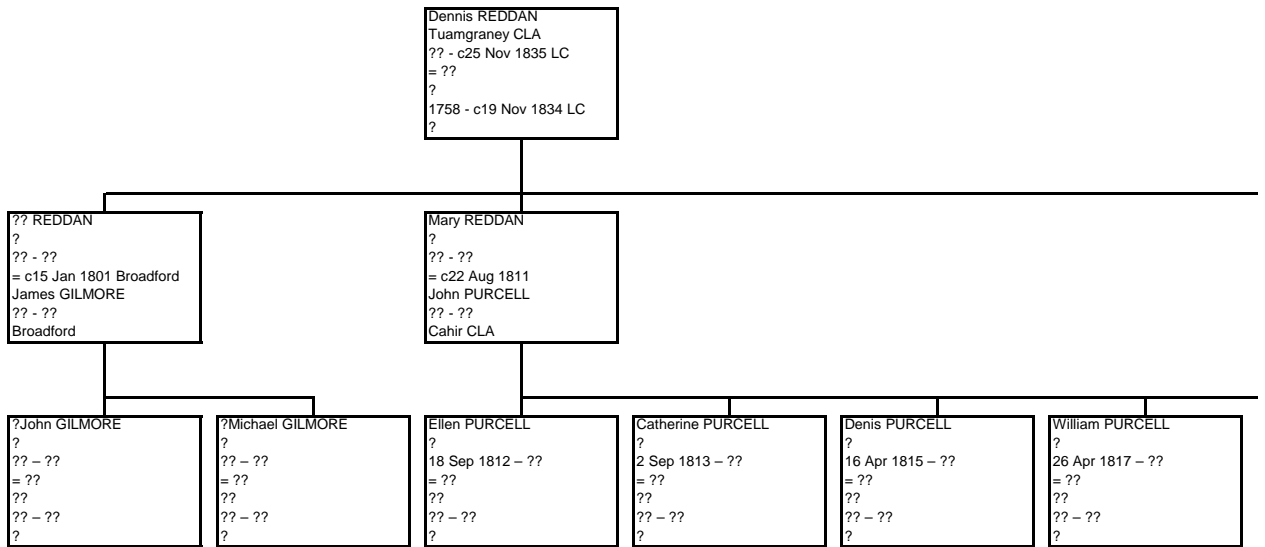 Dennis REDDAN
Tuamgraney CLA
?? - c25 Nov 1835 LC
= ??
?
1758 - c19 Nov 1834 LC
?
?? REDDAN
?
?? - ??
= c15 Jan 1801 Broadford
James GILMORE
?? - ??
Broadford
Mary REDDAN
?
?? - ??
= c22 Aug 1811
John PURCELL
?? - ??
Cahir CLA
?John GILMORE
?
?? – ??
= ??
??
?? – ??
?
?Michael GILMORE
?
?? – ??
= ??
??
?? – ??
?
Ellen PURCELL
?
18 Sep 1812 – ??
= ??
??
?? – ??
?
Catherine PURCELL
?
2 Sep 1813 – ??
= ??
??
?? – ??
?
Denis PURCELL
?
16 Apr 1815 – ??
= ??
??
?? – ??
?
William PURCELL
?
26 Apr 1817 – ??
= ??
??
?? – ??
?